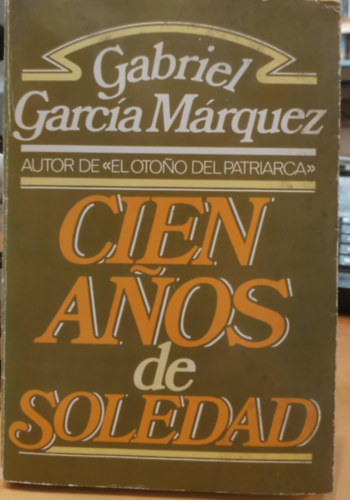 Gabriel
García Márquez
AUTOR DE «EL OTOÑO DEL PATRIARCA»
CIEN
AÑOS
de
SOLEDAD